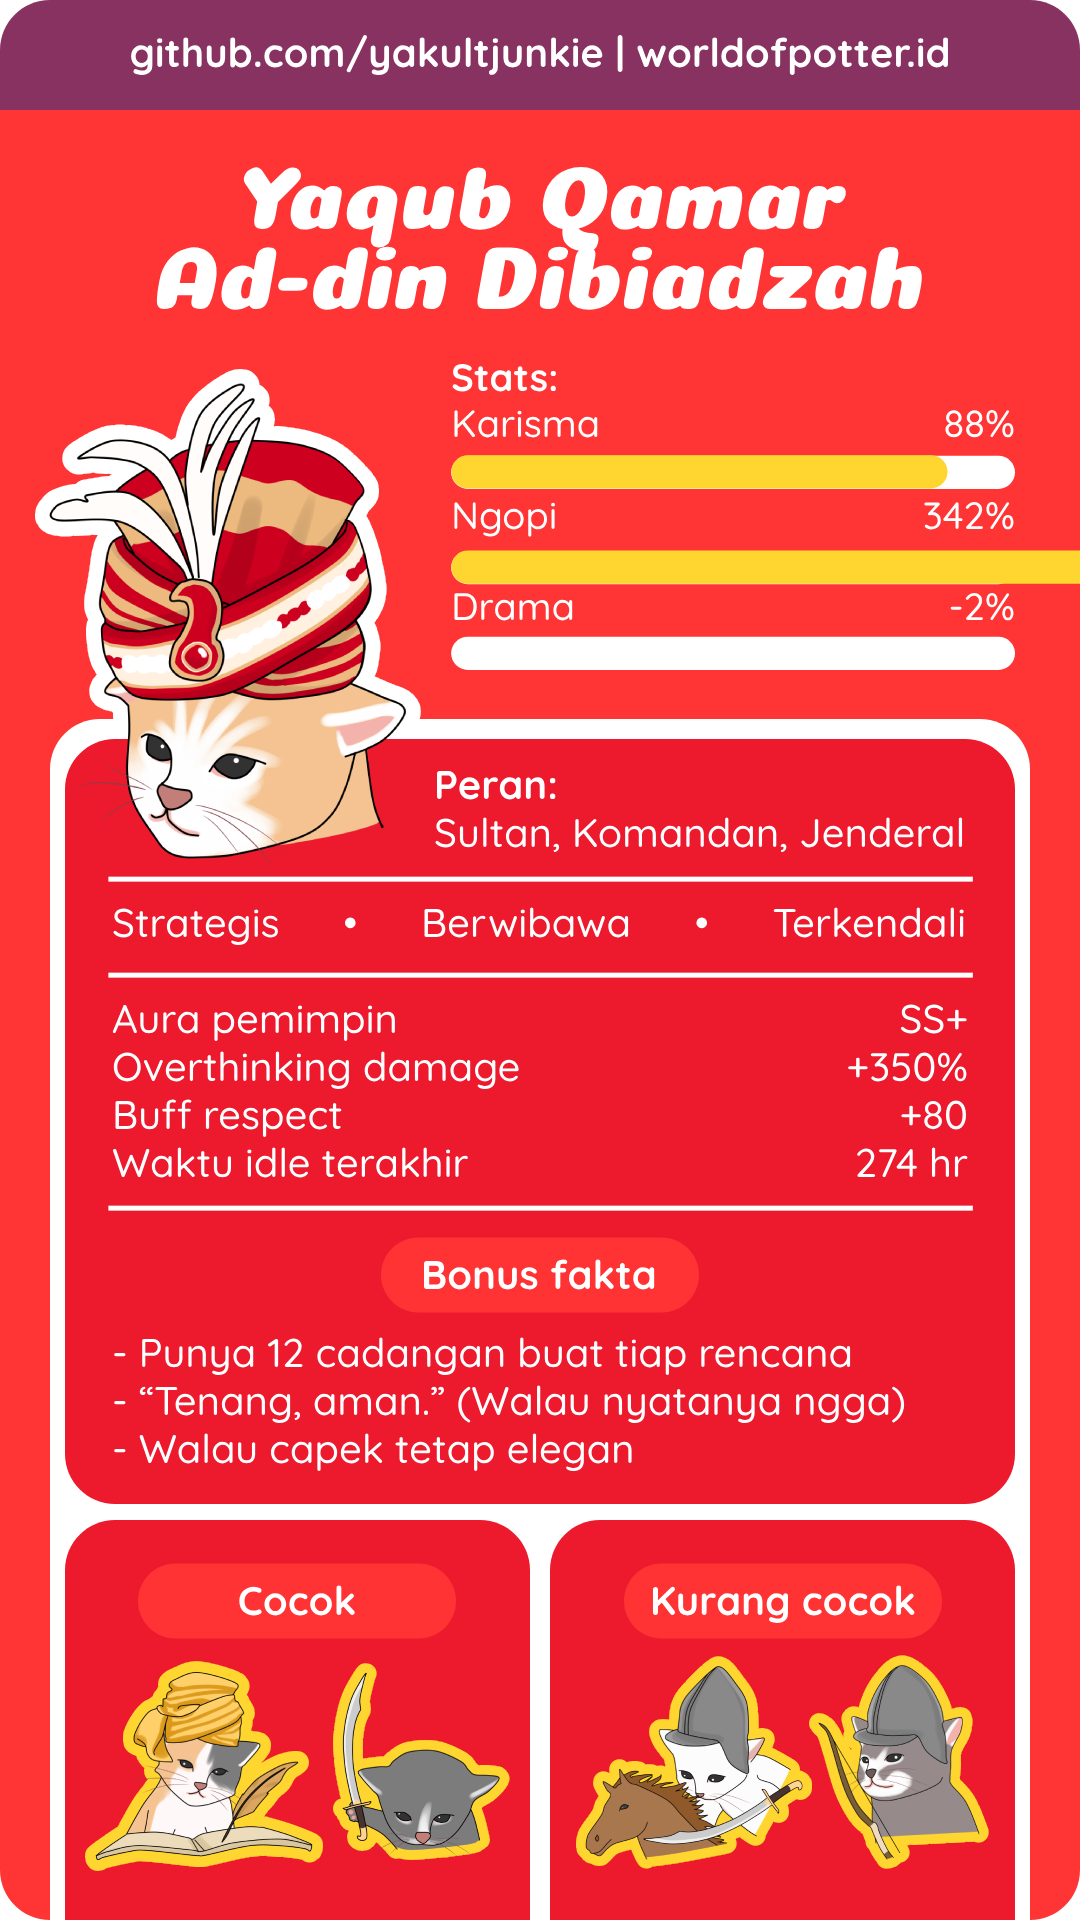 github.com/yakultjunkie | worldofpotter.id
Yaqub Qamar
Ad-din Dibiadzah
Stats:
Karisma 88%
Ngopi 342%
Drama -2%
Peran:
Sultan, Komandan, Jenderal
Strategis • Berwibawa • Terkendali
Aura pemimpin SS+
Overthinking damage +350%
Buff respect +80
Waktu idle terakhir 274 hr
Bonus fakta
- Punya 12 cadangan buat tiap rencana
- “Tenang, aman.” (Walau nyatanya ngga)
- Walau capek tetap elegan
Cocok
Kurang cocok